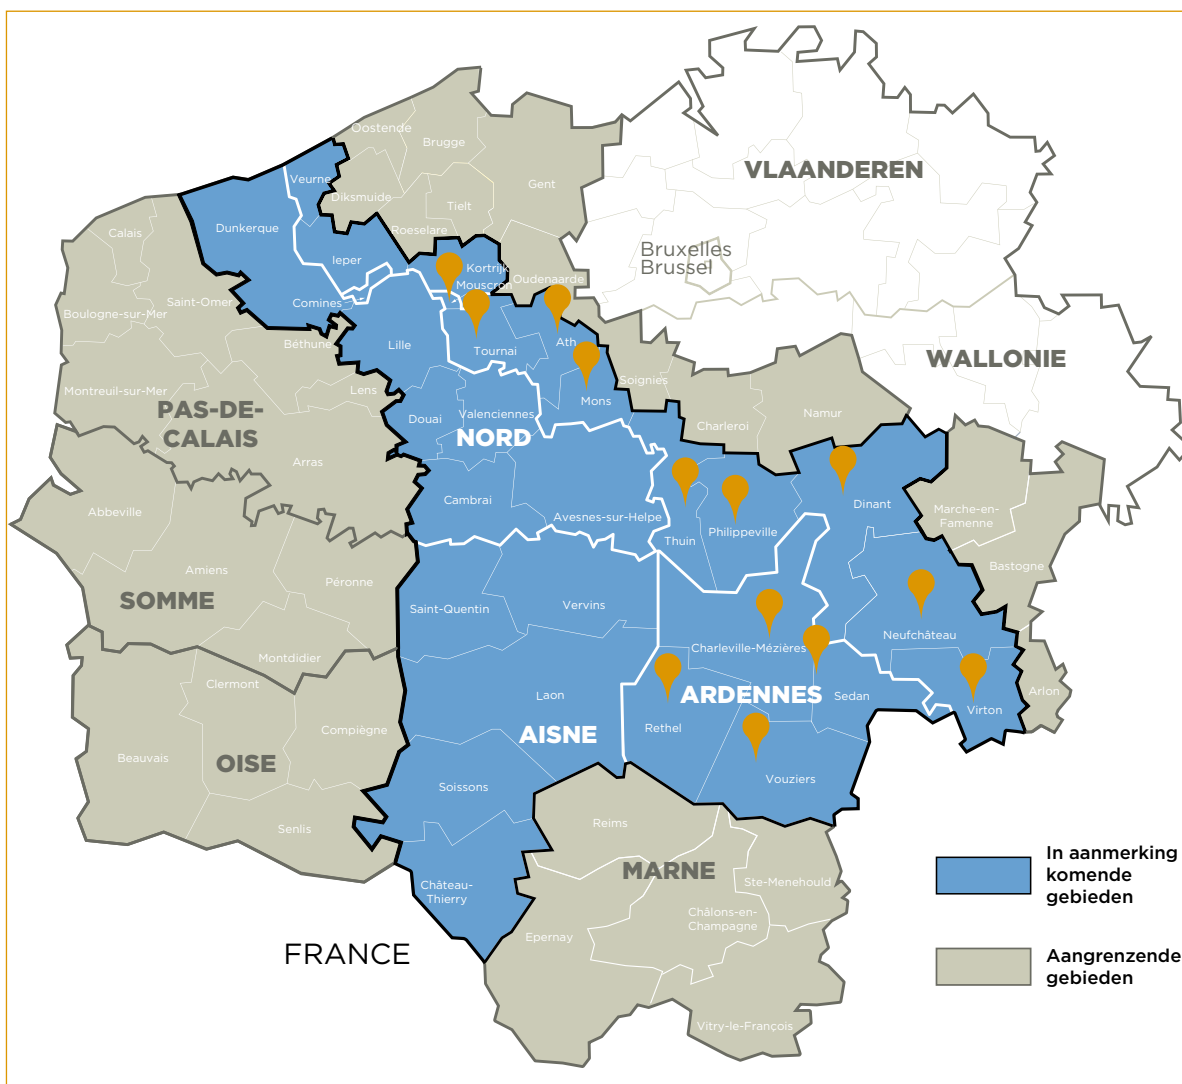 Oostende
Brugge
VLAANDEREN
Veurne
Gent
Diksmuide
Tielt
Calais
Dunkerque
Roeselare
Ieper
Bruxelles
Brussel
Kortrijk
Mouscron
Oudenaarde
Saint-Omer
Comines
Boulogne-sur-Mer
Béthune
Lille
Tournai
Ath
WALLONIE
Soignies
Montreuil-sur-Mer
Lens
Mons
PAS-DE-
CALAIS
Douai
Valenciennes
NORD
Charleroi
Namur
Arras
Cambrai
Dinant
Abbeville
Avesnes-sur-Helpe
Thuin
Philippeville
Marche-en-
Famenne
Amiens
Péronne
Bastogne
SOMME
Saint-Quentin
Vervins
Neufchâteau
Charleville-Mézières
Montdidier
Clermont
Laon
ARDENNES
Sedan
Arlon
Virton
Compiègne
AISNE
Rethel
Beauvais
OISE
Soissons
Vouziers
Senlis
Reims
MARNE
Château-
Thierry
Ste-Menehould
Châlons-en-
Champagne
Epernay
FRANCE
Vitry-le-François
In aanmerking
komende
gebieden
Aangrenzende
gebieden